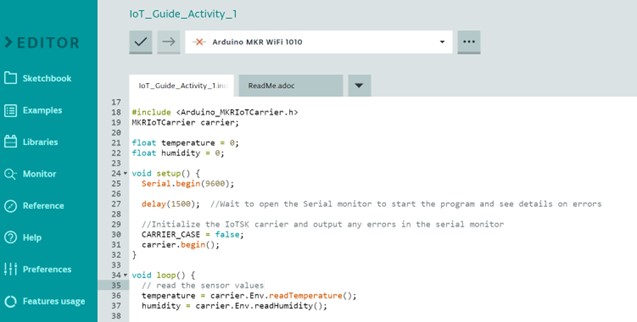 IoT_Guide_Activity_1
EDITOR
Arduino MKR WiFi 1010
Sketchbook
Examples
Libraries
Monitor
Reference
Help
Preferences
Features usage
IoT_Guide_Activity_1.in
ReadMe.adoc
17
18 #include <Arduino_MKRIoTCarrier.h>
19 MKRIoTCarrier carrier;
20
21 float temperature = 0;
22 float humidity = 0;
23
24 void setup() {
25 Serial.begin(9600);
26
27 delay(1500); //Wait to open the Serial monitor to start the program and see details on errors
28
29 //Initialize the IoTSK carrier and output any errors in the serial monitor
30 CARRIER_CASE = false;
31 carrier.begin();
32 }
33
34 void loop() {
35 // read the sensor values
36 temperature = carrier.Env.readTemperature();
37 humidity = carrier.Env.readHumidity();
38